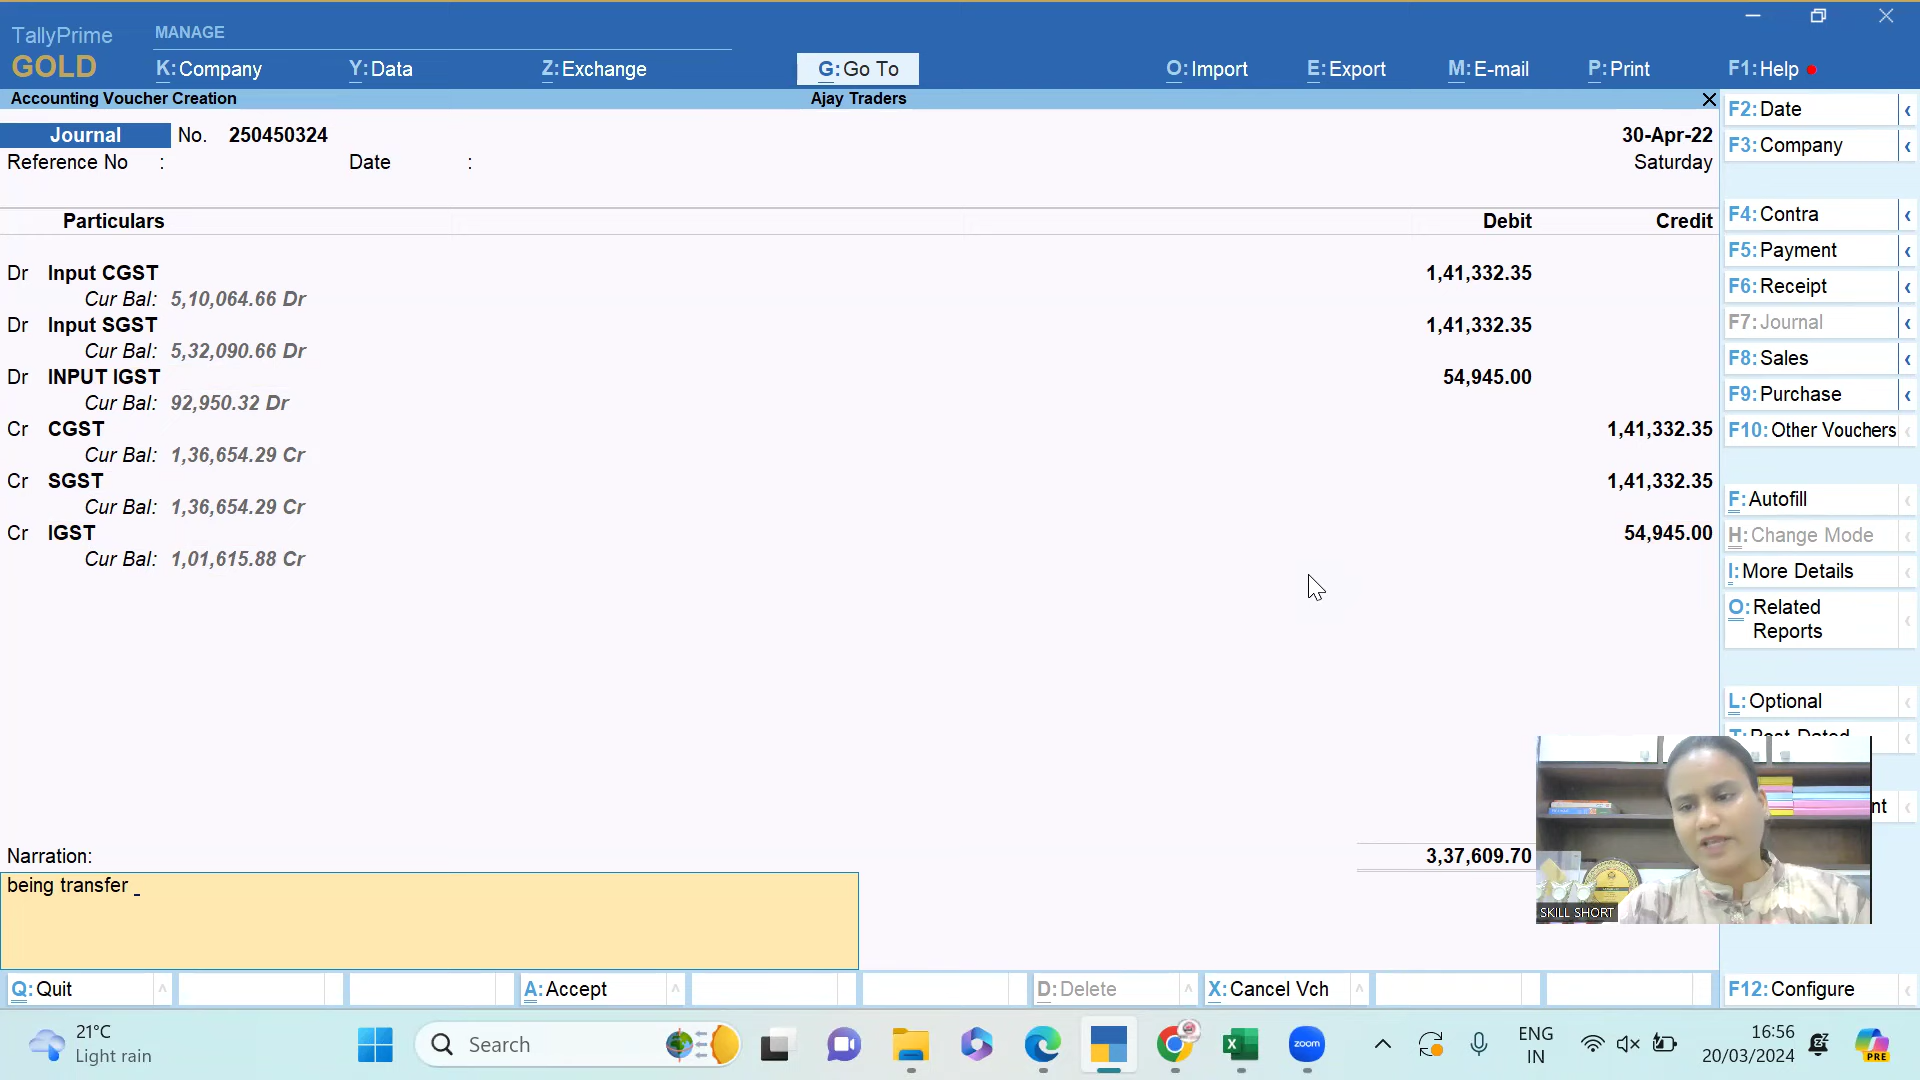 TallyPrime
GOLD
MANAGE
K:Company
Y:Data
Z:Exchange
G:Go To
O:Import
E:Export
M:E-mail
P:Print
F1:Help
Accounting Voucher Creation
Ajay Traders
Journal No. 250450324
30-Apr-22
Reference No : Date :
Saturday
Particulars Debit Credit
Dr Input CGST 1,41,332.35
Cur Bal: 5,10,064.66 Dr
Dr Input SGST 1,41,332.35
Cur Bal: 5,32,090.66 Dr
Dr INPUT IGST 54,945.00
Cur Bal: 92,950.32 Dr
Cr CGST 1,41,332.35
Cur Bal: 1,36,654.29 Cr
Cr SGST 1,41,332.35
Cur Bal: 1,36,654.29 Cr
Cr IGST 54,945.00
Cur Bal: 1,01,615.88 Cr
Narration:
3,37,609.70
being transfer _
F2:Date
F3:Company
F4:Contra
F5:Payment
F6:Receipt
F7:Journal
F8:Sales
F9:Purchase
F10:Other Vouchers
F:Autofill
H:Change Mode
I:More Details
O:Related
Reports
L:Optional
T:Post-Dated
nt
SKILL SHORT
Q:Quit
A:Accept
D:Delete
X:Cancel Vch
F12:Configure
21°C
Light rain
Search
zoom
ENG
IN
16:56
20/03/2024
PRE